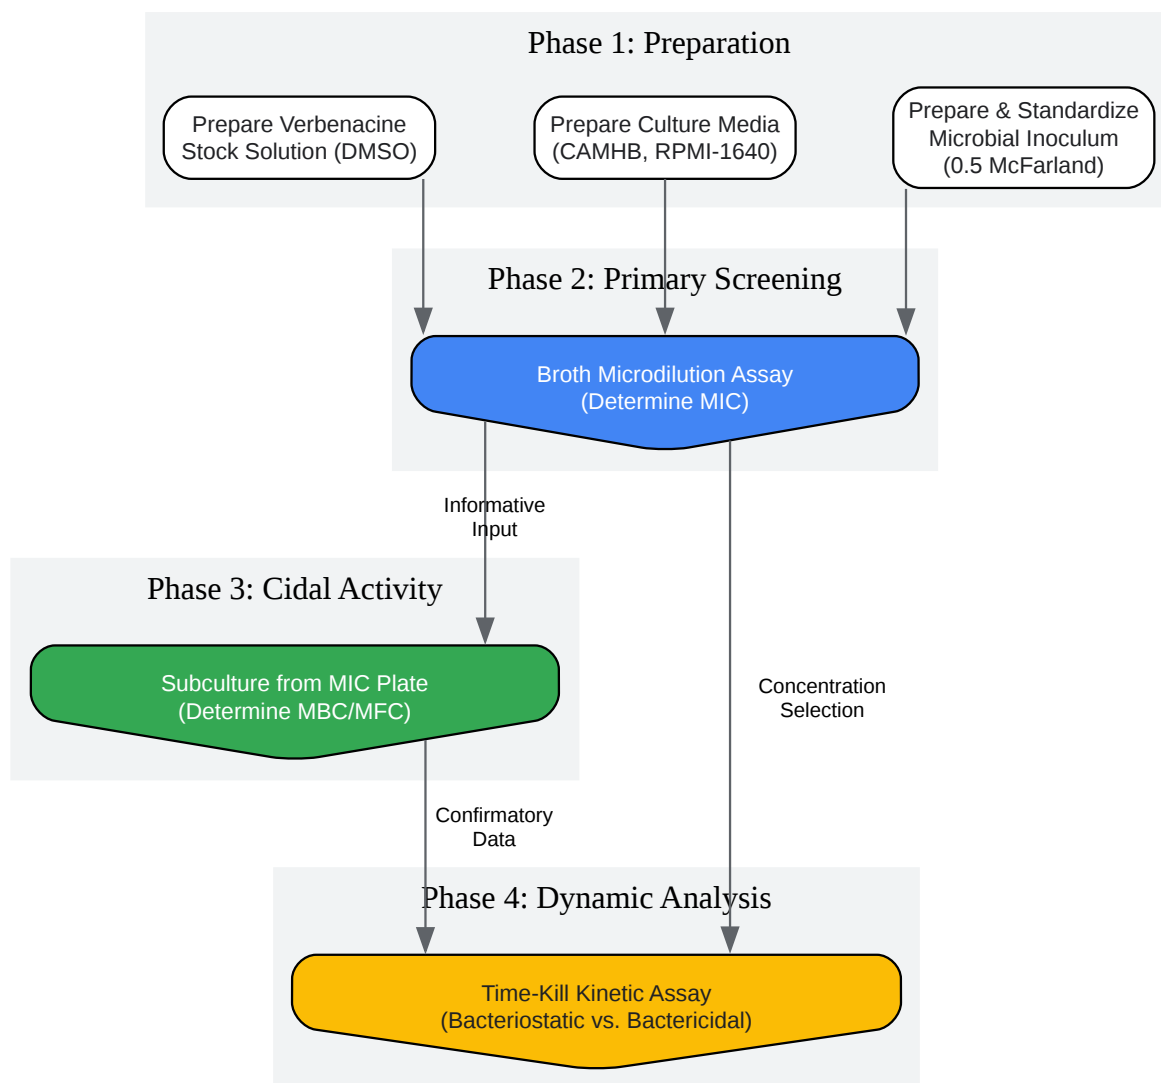 Phase 1: Preparation
Prepare Verbenacine
Stock Solution (DMSO)
Prepare Culture Media
(CAMHB, RPMI-1640)
Prepare & Standardize
Microbial Inoculum
(0.5 McFarland)
Phase 2: Primary Screening
Broth Microdilution Assay
(Determine MIC)
Informative
Input
Phase 3: Cidal Activity
Subculture from MIC Plate
(Determine MBC/MFC)
Concentration
Selection
Confirmatory
Data
Phase 4: Dynamic Analysis
Time-Kill Kinetic Assay
(Bacteriostatic vs. Bactericidal)